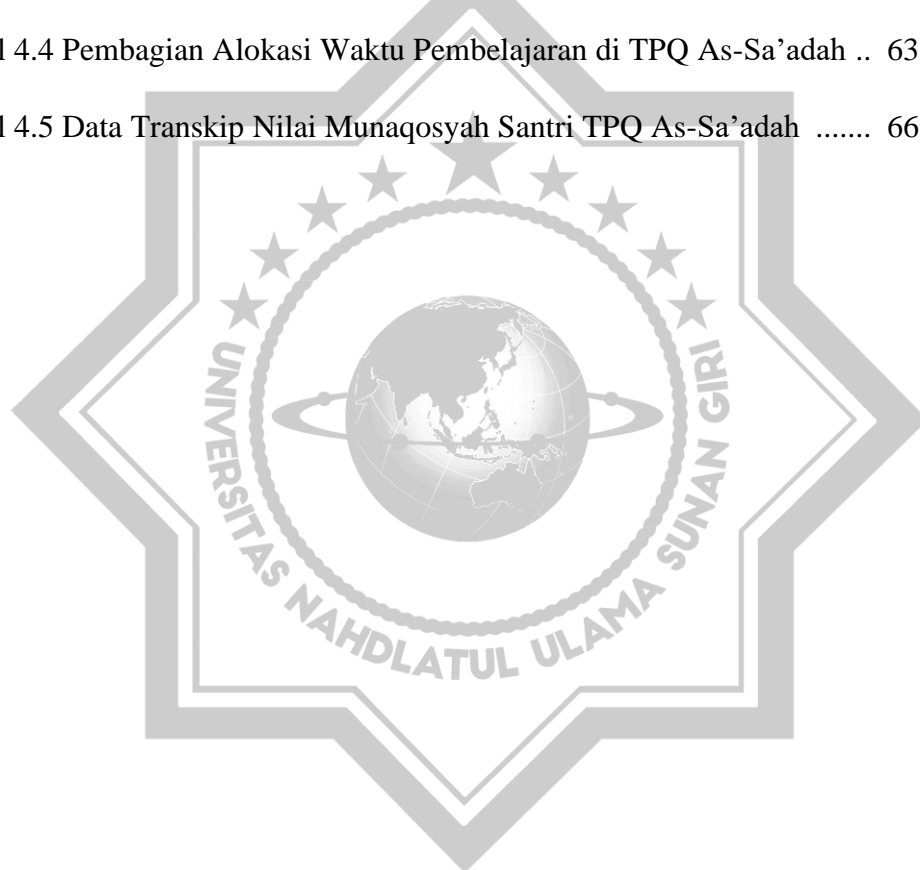 l 4.4 Pembagian Alokasi Waktu Pembelajaran di TPQ As-Sa’adah .. 63
l 4.5 Data Transkip Nilai Munaqosyah Santri TPQ As-Sa’adah ....... 66
UNIVERSITAS NAHDLATUL ULAMA SUNAN GIRI